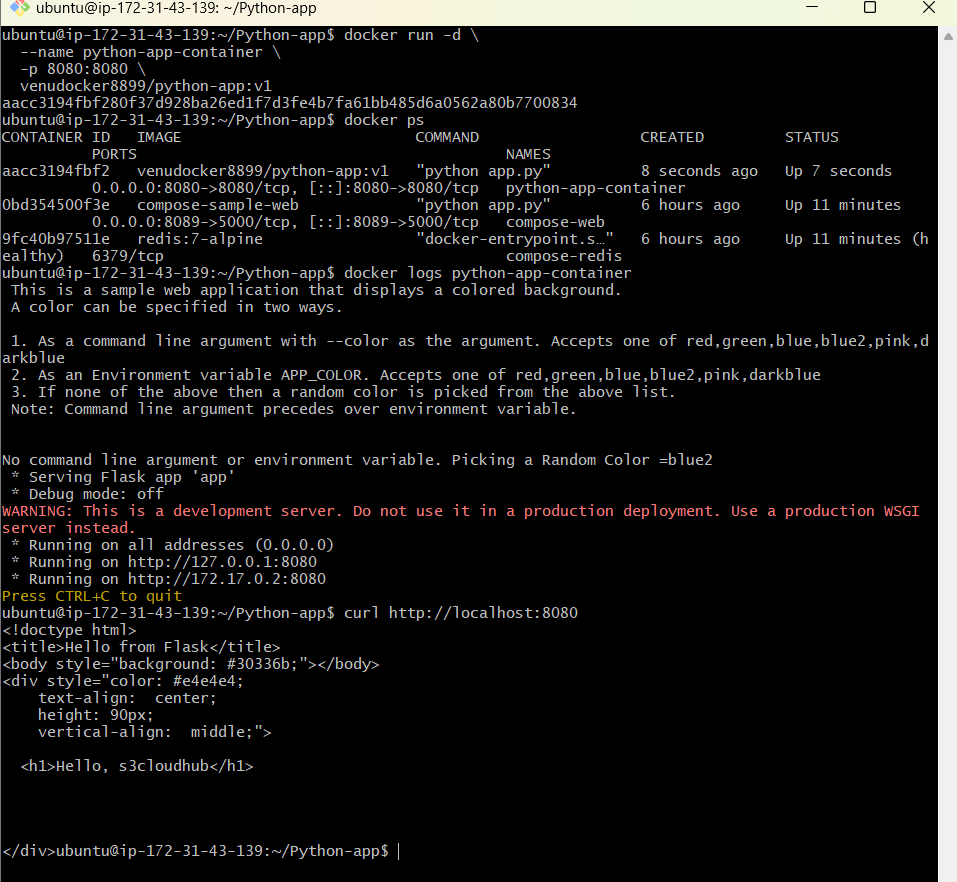 ubuntu@ip-172-31-43-139: ~/Python-app
ubuntu@ip-172-31-43-139:~/Python-app$ docker run -d \
  --name python-app-container \
  -p 8080:8080 \
  venudocker8899/python-app:v1
aacc3194fbf280f37d928ba26ed1f7d3fe4b7fa61bb485d6a0562a80b7700834
ubuntu@ip-172-31-43-139:~/Python-app$ docker ps
CONTAINER ID   IMAGE                          COMMAND                  CREATED         STATUS
          PORTS                                         NAMES
aacc3194fbf2   venudocker8899/python-app:v1   "python app.py"          8 seconds ago   Up 7 seconds
          0.0.0.0:8080->8080/tcp, [::]:8080->8080/tcp   python-app-container
0bd354500f3e   compose-sample-web             "python app.py"          6 hours ago     Up 11 minutes
          0.0.0.0:8089->5000/tcp, [::]:8089->5000/tcp   compose-web
9fc40b97511e   redis:7-alpine                 "docker-entrypoint.s…"   6 hours ago     Up 11 minutes (h
ealthy)   6379/tcp                                      compose-redis
ubuntu@ip-172-31-43-139:~/Python-app$ docker logs python-app-container
 This is a sample web application that displays a colored background.
 A color can be specified in two ways.

 1. As a command line argument with --color as the argument. Accepts one of red,green,blue,blue2,pink,d
arkblue
 2. As an Environment variable APP_COLOR. Accepts one of red,green,blue,blue2,pink,darkblue
 3. If none of the above then a random color is picked from the above list.
 Note: Command line argument precedes over environment variable.


No command line argument or environment variable. Picking a Random Color =blue2
 * Serving Flask app 'app'
 * Debug mode: off
WARNING: This is a development server. Do not use it in a production deployment. Use a production WSGI
server instead.
 * Running on all addresses (0.0.0.0)
 * Running on http://127.0.0.1:8080
 * Running on http://172.17.0.2:8080
Press CTRL+C to quit
ubuntu@ip-172-31-43-139:~/Python-app$ curl http://localhost:8080
<!doctype html>
<title>Hello from Flask</title>
<body style="background: #30336b;"></body>
<div style="color: #e4e4e4;
    text-align:  center;
    height: 90px;
    vertical-align:  middle;">

  <h1>Hello, s3cloudhub</h1>




</div>ubuntu@ip-172-31-43-139:~/Python-app$